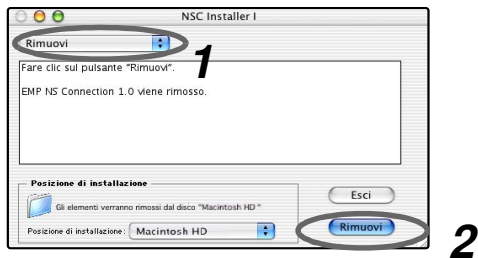 NSC Installer I
Rimuovi
1
Fare clic sul pulsante "Rimuovi".
EMP NS Connection 1.0 viene rimosso.
Posizione di installazione
Gli elementi verranno rimossi dal disco "Macintosh HD"
Posizione di installazione: Macintosh HD
Esci
Rimuovi
2